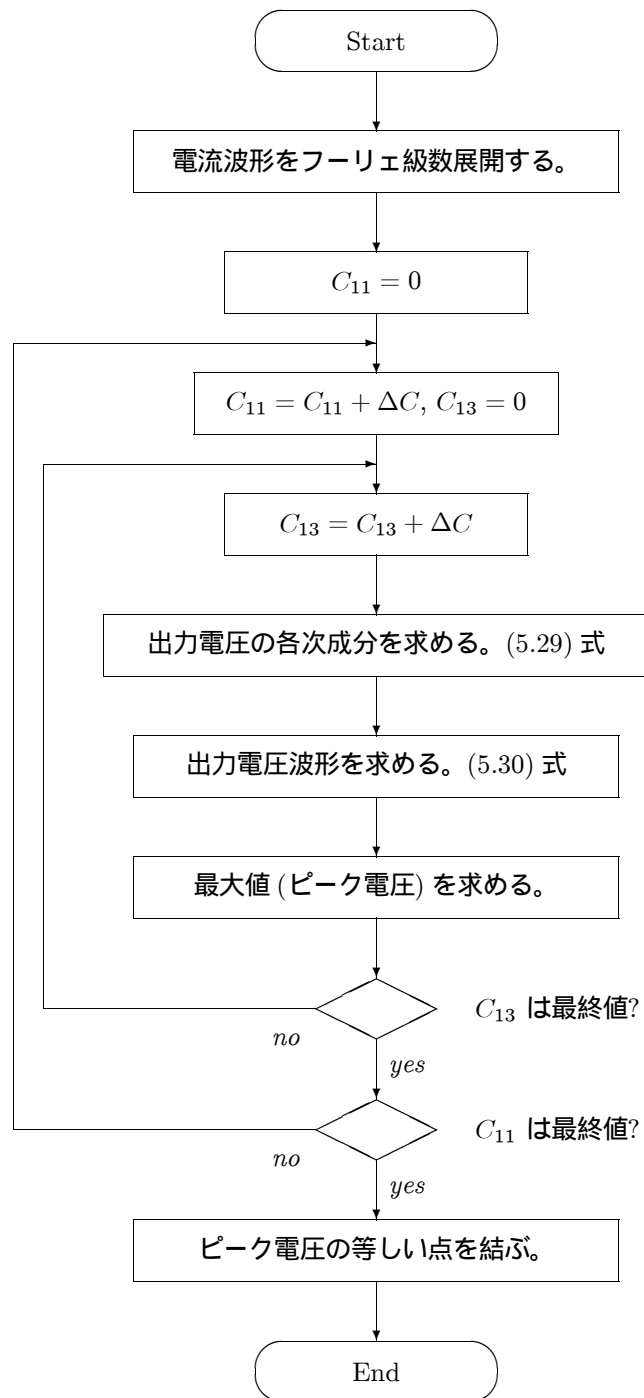 Start
電流波形をフーリェ級数展開する。
C₁₁ = 0
C₁₁ = C₁₁ + ΔC, C₁₃ = 0
C₁₃ = C₁₃ + ΔC
出力電圧の各次成分を求める。(5.29) 式
出力電圧波形を求める。(5.30) 式
最大値 (ピーク電圧) を求める。
C₁₃ は最終値?
no
yes
C₁₁ は最終値?
no
yes
ピーク電圧の等しい点を結ぶ。
End